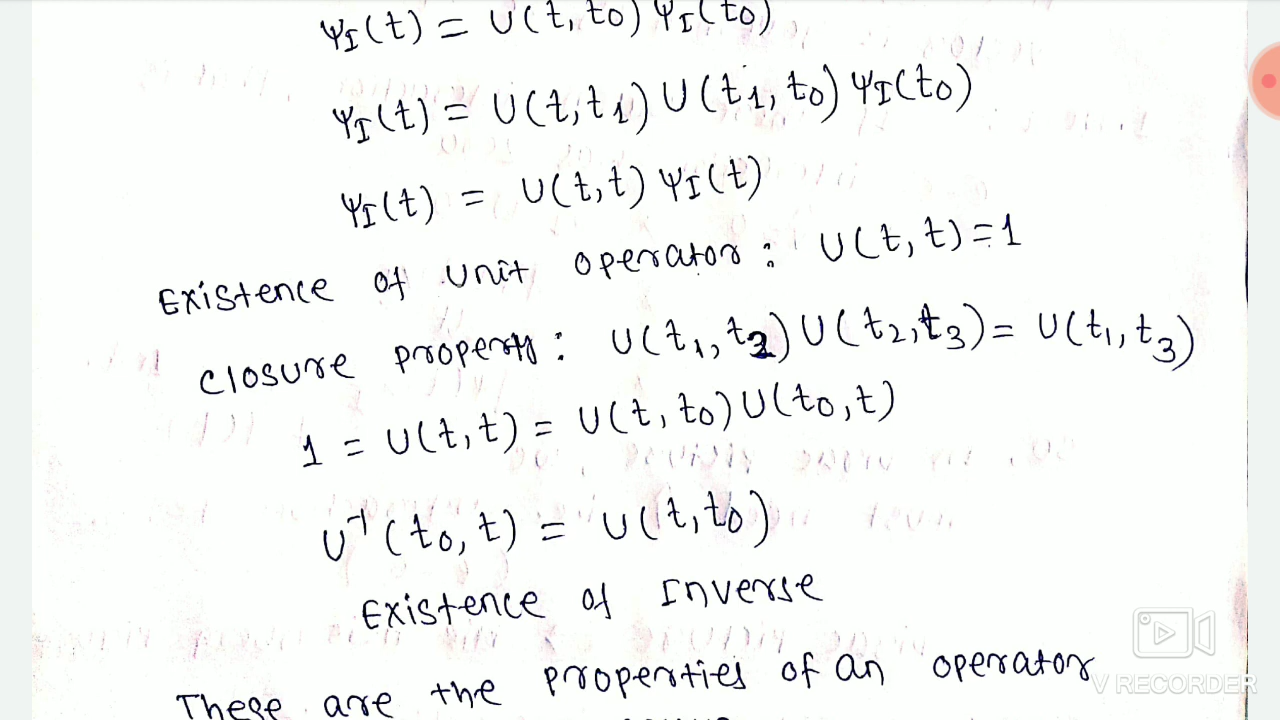 ΨI(t) = U(t, t0) ΨI(t0)
ΨI(t) = U(t, t1) U(t1, t0) ΨI(t0)
ΨI(t) = U(t, t) ΨI(t)
Existence of unit operator : U(t, t) = 1
closure property : U(t1, t2) U(t2, t3) = U(t1, t3)
1 = U(t, t) = U(t, t0) U(t0, t)
U⁻¹(t0, t) = U(t, t0)
Existence of Inverse
These are the properties of an operator
V RECORDER